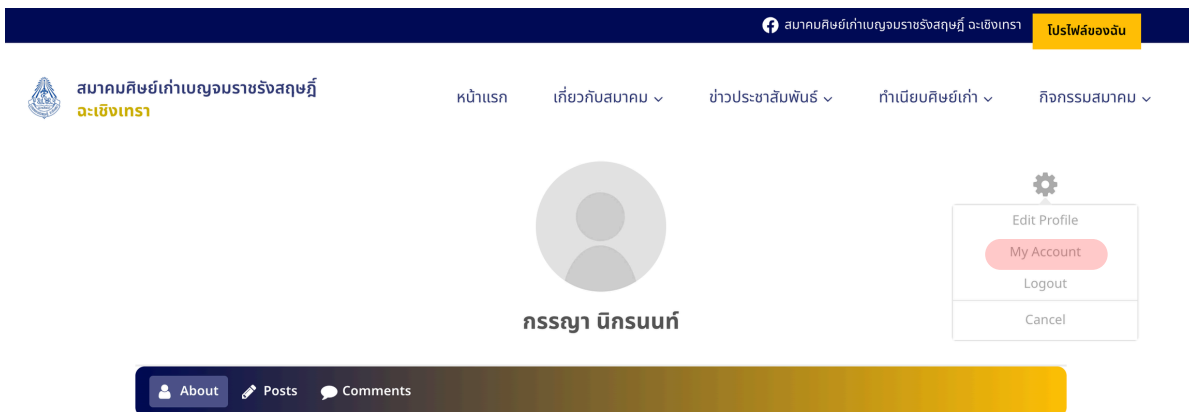 สมาคมศิษย์เก่าเบญจมราชรังสฤษฎิ์ ฉะเชิงเทรา
โปรไฟล์ของฉัน
สมาคมศิษย์เก่าเบญจมราชรังสฤษฎิ์
ฉะเชิงเทรา
หน้าแรก เกี่ยวกับสมาคม ข่าวประชาสัมพันธ์ ทำเนียบศิษย์เก่า กิจกรรมสมาคม
Edit Profile
My Account
Logout
Cancel
กรรญา นิกรนนท์
About Posts Comments